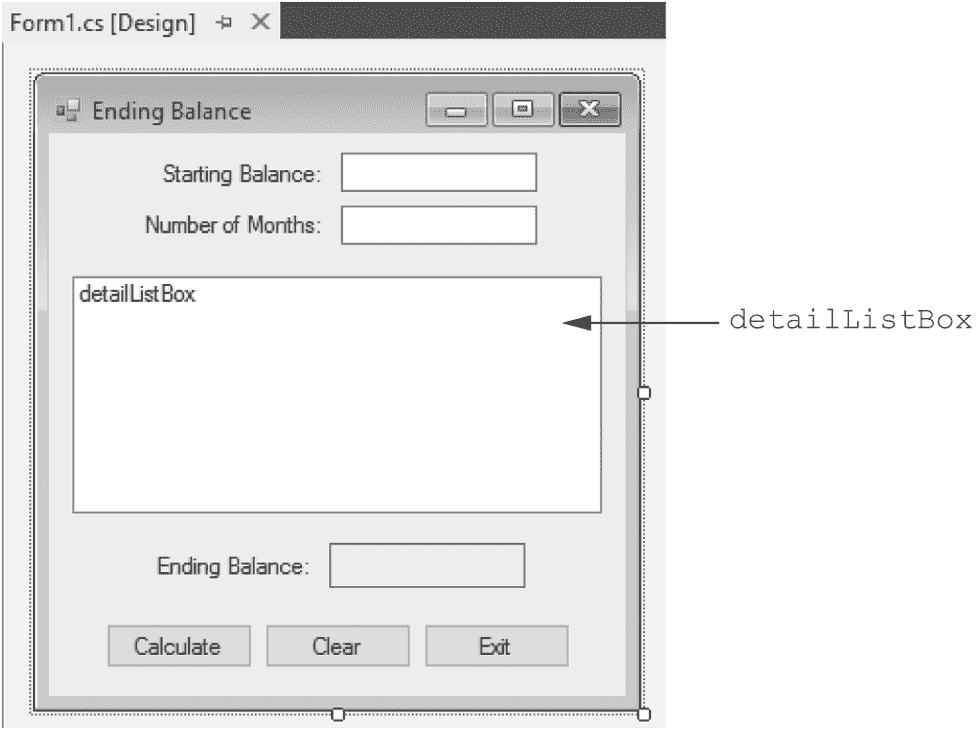 Form1.cs [Design]
Ending Balance
Starting Balance:
Number of Months:
detailListBox
detailListBox
Ending Balance:
Calculate Clear Exit